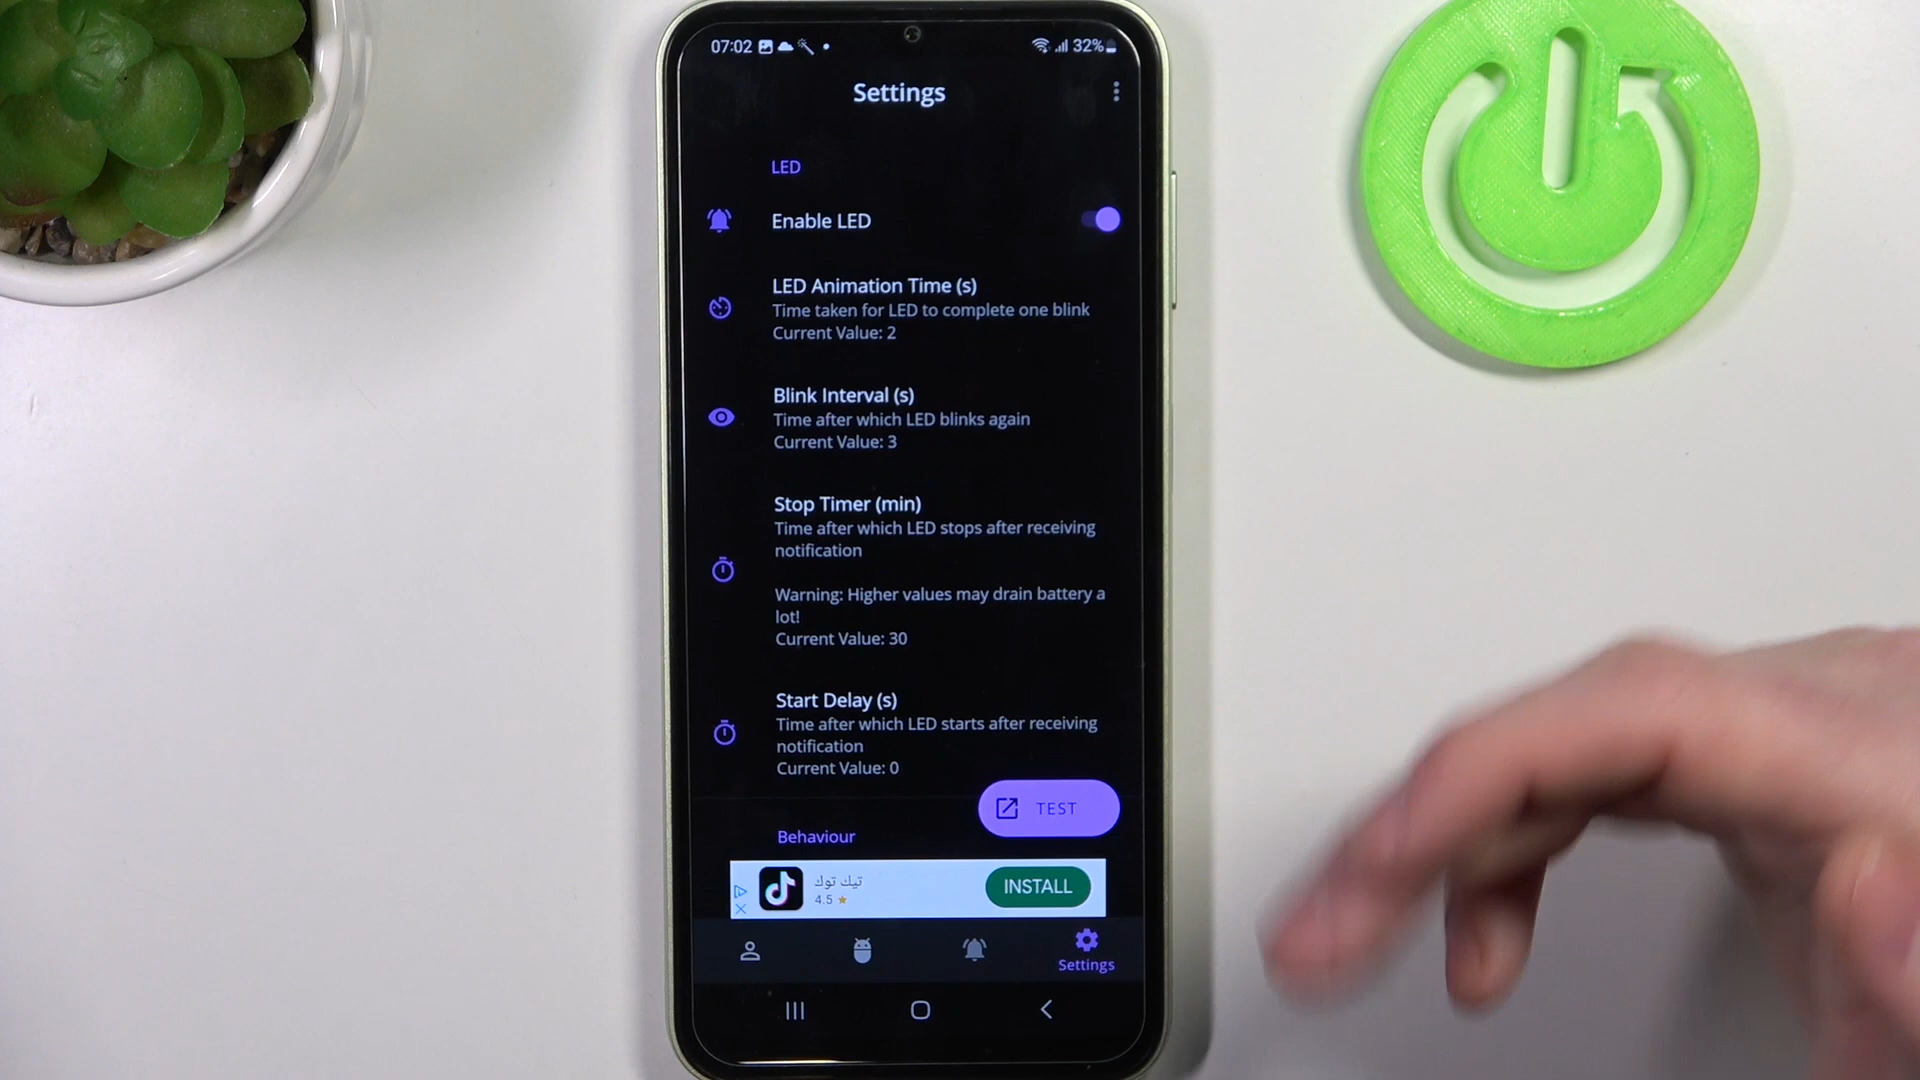 07:02
32%
Settings
LED
Enable LED
LED Animation Time (s)
Time taken for LED to complete one blink
Current Value: 2
Blink Interval (s)
Time after which LED blinks again
Current Value: 3
Stop Timer (min)
Time after which LED stops after receiving
notification
Warning: Higher values may drain battery a
lot!
Current Value: 30
Start Delay (s)
Time after which LED starts after receiving
notification
Current Value: 0
TEST
Behaviour
تيك توك
4.5
INSTALL
Settings